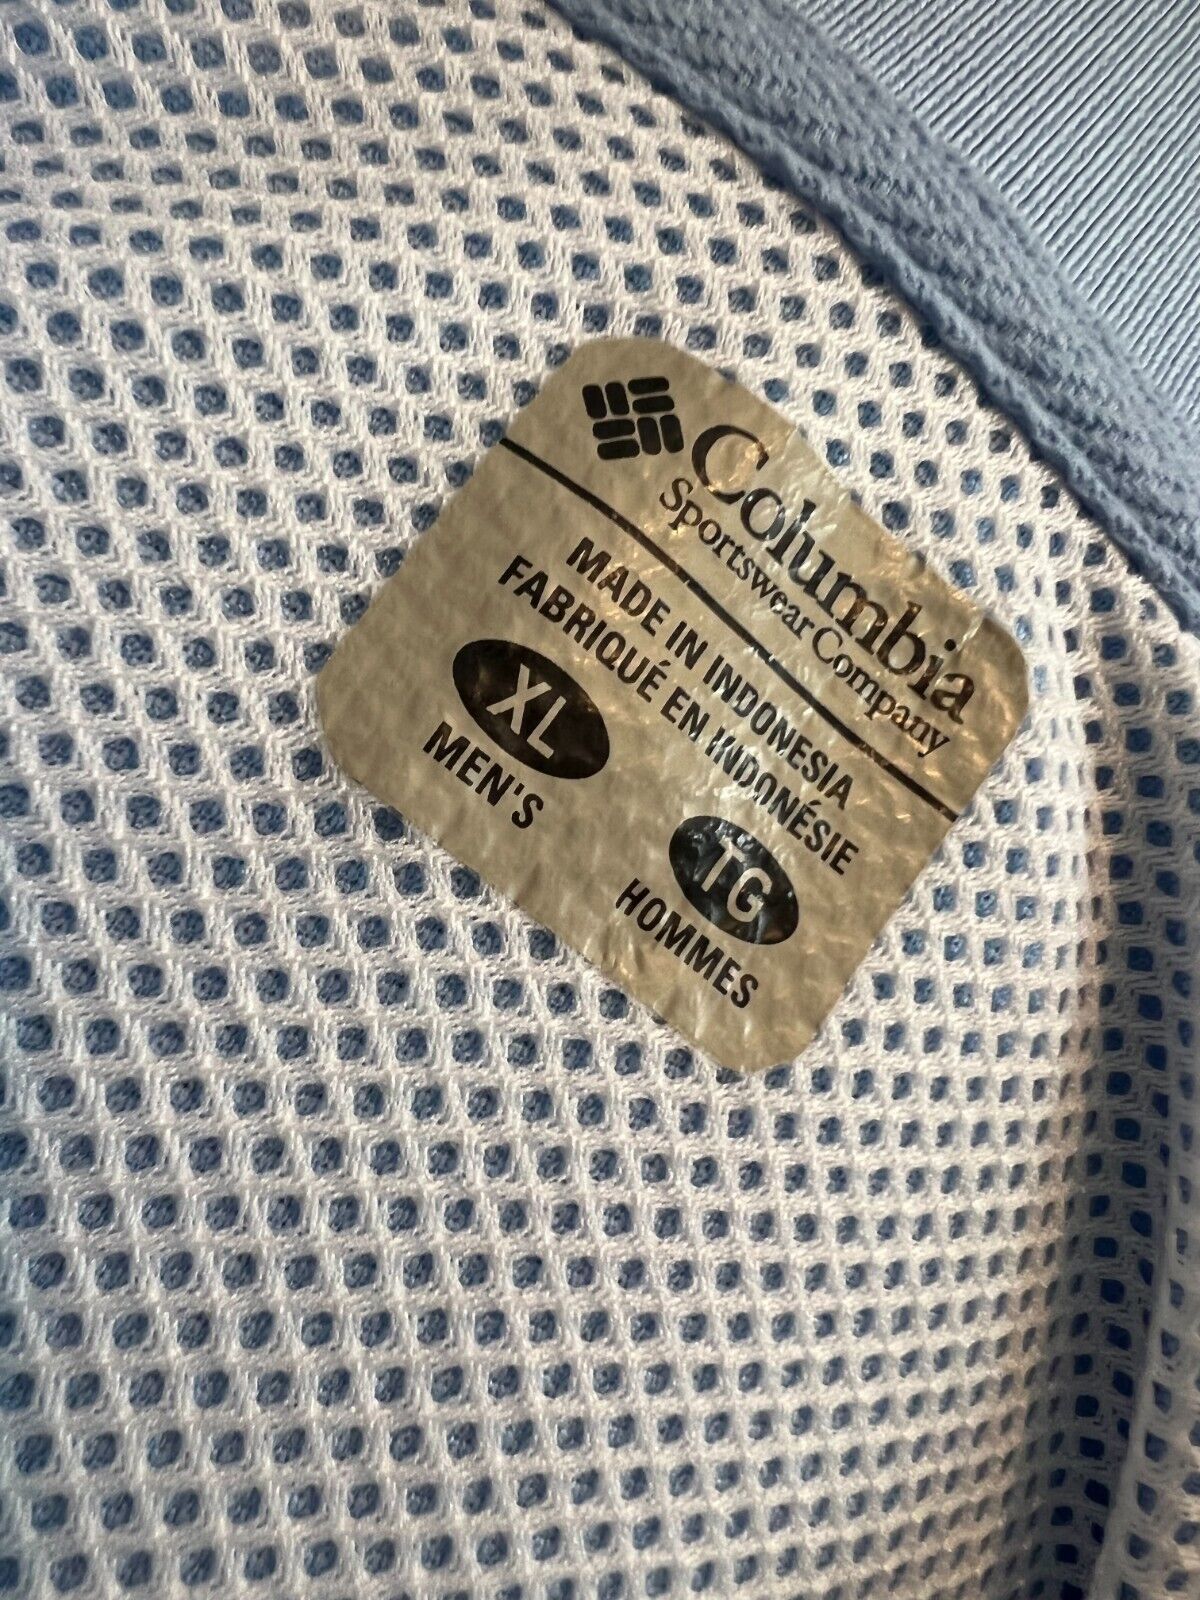 Columbia
Sportswear Company
MADE IN INDONESIA
FABRIQUÉ EN INDONÉSIE
XL TG
MEN'S HOMMES